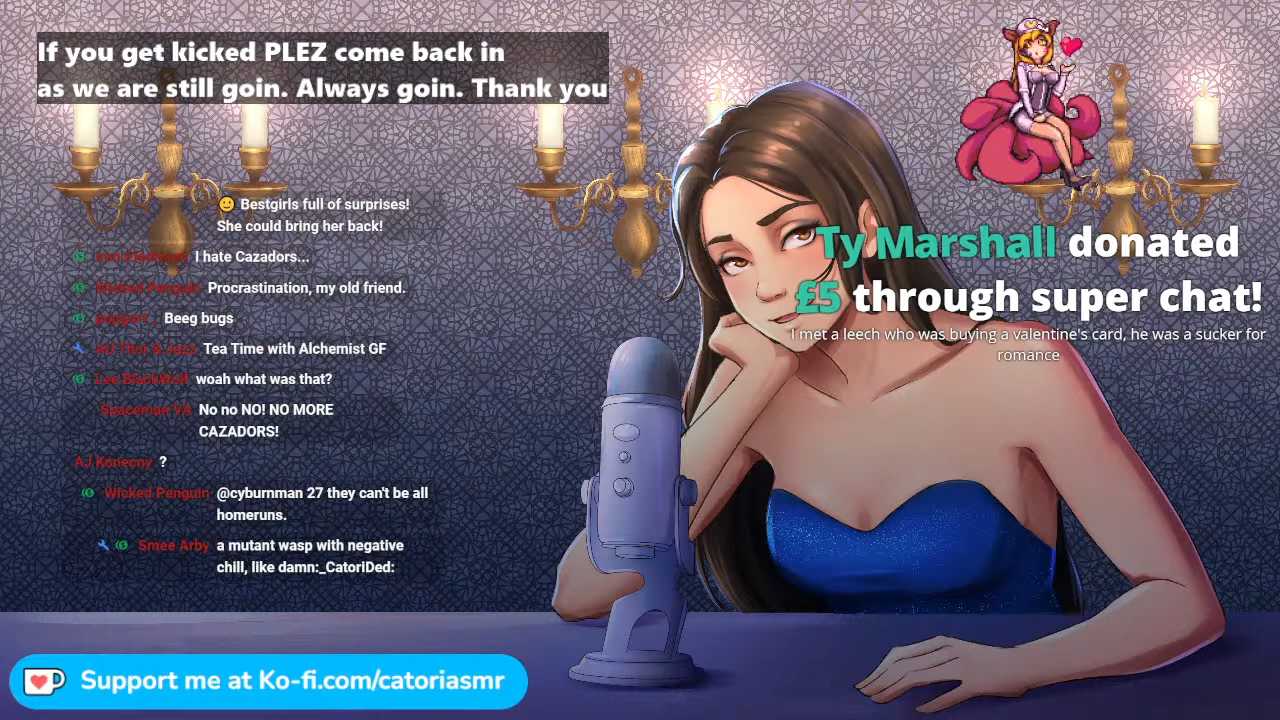 If you get kicked PLEZ come back in
as we are still goin. Always goin. Thank you
Bestgirls full of surprises!
She could bring her back!
I hate Cazadors...
Wicked Penguin Procrastination, my old friend.
Beeg bugs
Tea Time with Alchemist GF
Leo BlackWolf woah what was that?
Spaceman VA No no NO! NO MORE
CAZADORS!
AJ Konecny ?
Wicked Penguin @cyburnman 27 they can't be all
homeruns.
Smee Arby a mutant wasp with negative
chill, like damn:_CatoriDed:
Ty Marshall donated
£5 through super chat!
I met a leech who was buying a valentine's card, he was a sucker for
romance
Support me at Ko-fi.com/catoriasmr